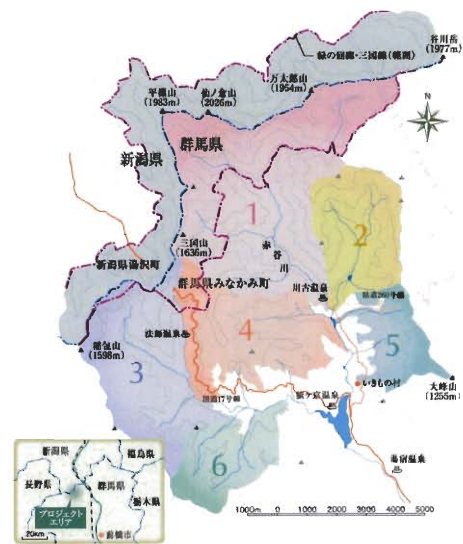 谷川岳
(1977m)
緑の回廊・三国線(範囲)
万太郎山
(1954m)
仙ノ倉山
(2026m)
平標山
(1983m)
群馬県
新潟県
1
2
赤谷川
三国山
(1636m)
新潟県湯沢町
群馬県みなかみ町
川古温泉
法師温泉
4
5
稲包山
(1598m)
3
いきもの村
大峰山
(1255m)
国道17号線
猿ヶ京温泉
6
湯宿温泉
1000m 0 1000 2000 3000 4000 5000
新潟県
福島県
長野県
群馬県
栃木県
プロジェクト
エリア
前橋市
20km